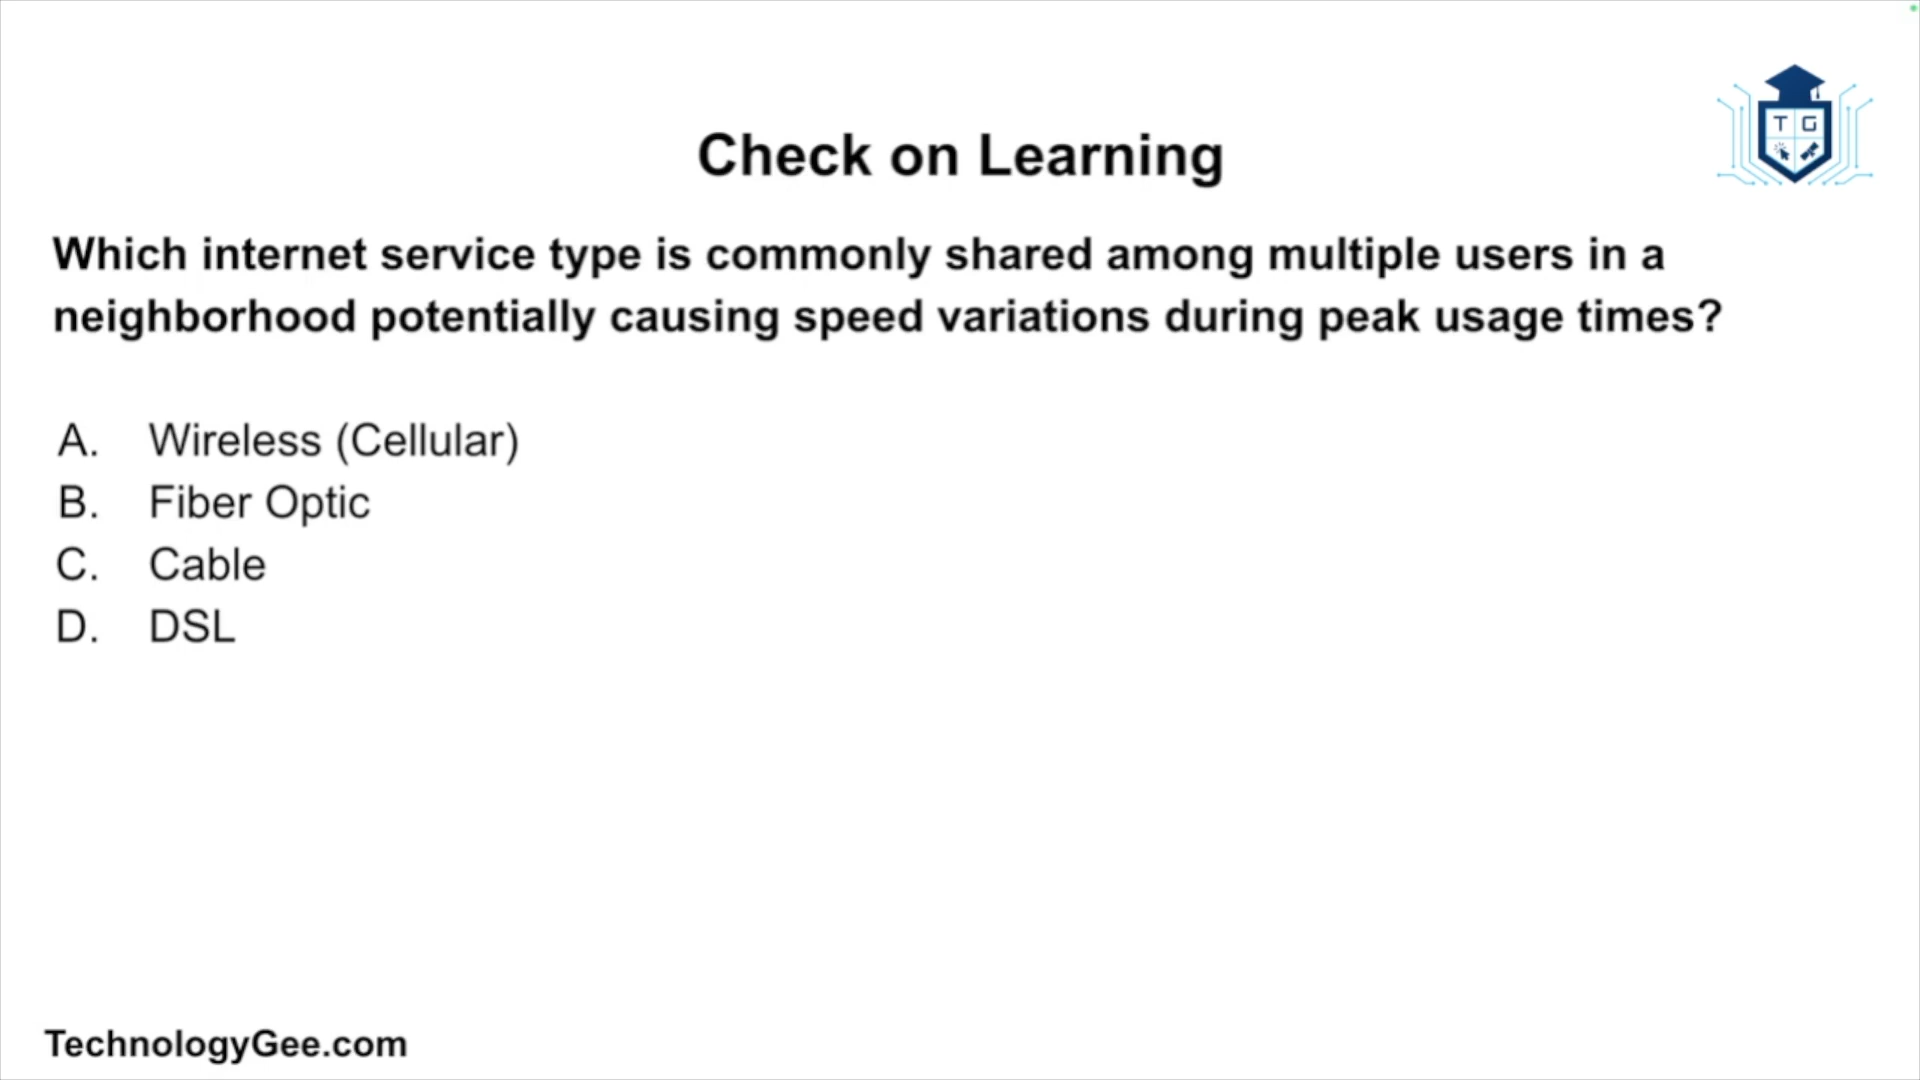 T G
Check on Learning
Which internet service type is commonly shared among multiple users in a
neighborhood potentially causing speed variations during peak usage times?
A. Wireless (Cellular)
B. Fiber Optic
C. Cable
D. DSL
TechnologyGee.com